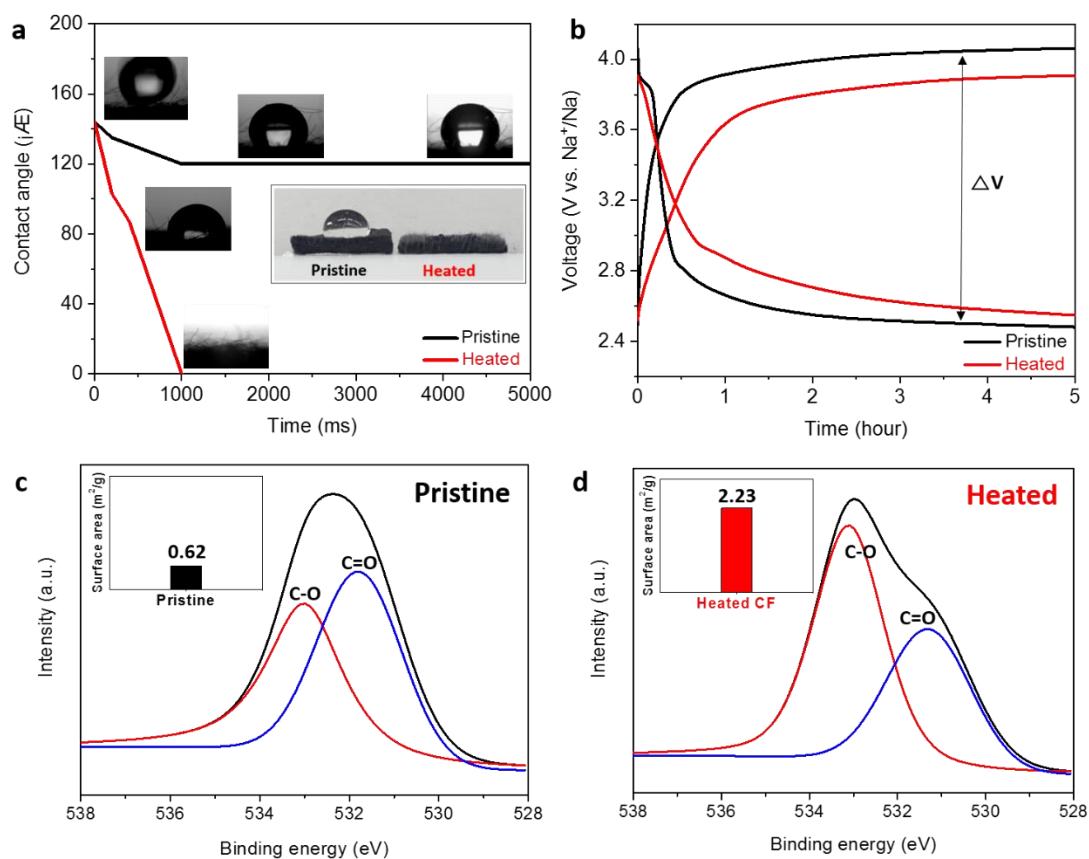 a
200
160
120
80
40
0
Contact angle (¡Æ)
0
1000
2000
3000
4000
5000
Time (ms)
Pristine
Heated
Pristine
Heated
b
4.0
3.6
3.2
2.8
2.4
Voltage (V vs. Na⁺/Na)
0
1
2
3
4
5
Time (hour)
△V
Pristine
Heated
c
Pristine
Surface area (m²/g)
0.62
Pristine
C-O
C=O
Intensity (a.u.)
538
536
534
532
530
528
Binding energy (eV)
d
Heated
Surface area (m²/g)
2.23
Heated CF
C-O
C=O
Intensity (a.u.)
538
536
534
532
530
528
Binding energy (eV)